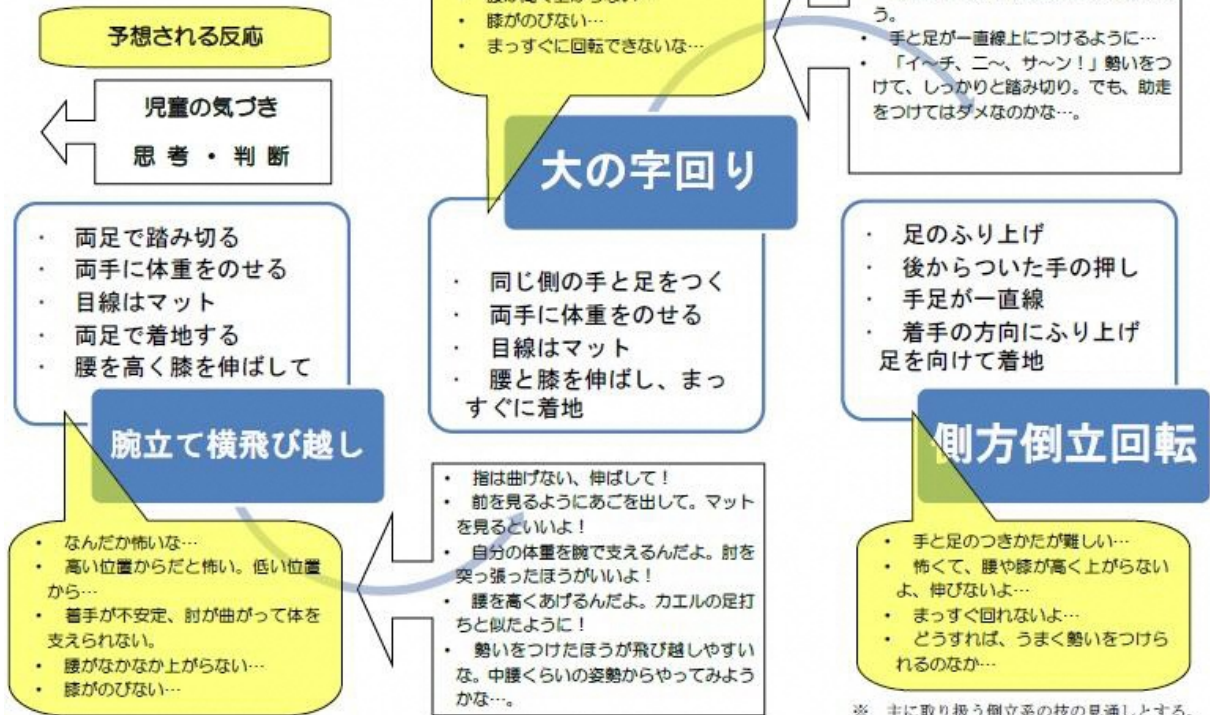 予想される反応
児童の気づき
思考・判断
・ 膝がのびない…
・ まっすぐに回転できないな…
う。
・ 手と足が一直線上につけるように…
・ 「イ~チ、ニ~、サ~ン！」勢いをつ
けて、しっかりと踏み切り。でも、助走
をつけてはダメなのかな…。
大の字回り
・ 両足で踏み切る
・ 両手に体重をのせる
・ 目線はマット
・ 両足で着地する
・ 腰を高く膝を伸ばして
腕立て横飛び越し
・ 同じ側の手と足をつく
・ 両手に体重をのせる
・ 目線はマット
・ 腰と膝を伸ばし、まっ
すぐに着地
・ 足のふり上げ
・ 後からついた手の押し
・ 手足が一直線
・ 着手の方向にふり上げ
足を向けて着地
側方倒立回転
・ なんだか怖いな…
・ 高い位置からだと怖い。低い位置
から…
・ 着手が不安定、肘が曲がって体を
支えられない。
・ 腰がなかなか上がらない…
・ 膝がのびない…
・ 指は曲げない、伸ばして！
・ 前を見るようにあごを出して。マット
を見るといいよ！
・ 自分の体重を腕で支えるんだよ。肘を
突っ張ったほうがいいよ！
・ 腰を高くあげるんだよ。カエルの足打
ちと似たように！
・ 勢いをつけたほうが飛び越しやすい
な。中腰くらいの姿勢からやってみよう
かな…。
・ 手と足のつきかたが難しい…
・ 怖くて、腰や膝が高く上がらない
よ、伸びないよ…
・ まっすぐ回れないよ…
・ どうすれば、うまく勢いをつけら
れるのなか…
※ 主に取り扱う倒立系の技の見通しとする。